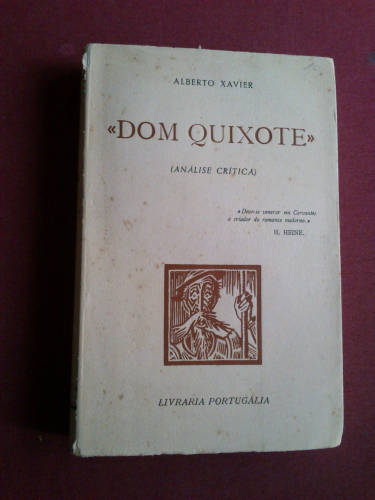 ALBERTO XAVIER
«DOM QUIXOTE»
(ANÁLISE CRÍTICA)
«Deve-se venerar em Cervantes
o criador do romance moderno.»
H. HEINE.
LIVRARIA PORTUGÁLIA